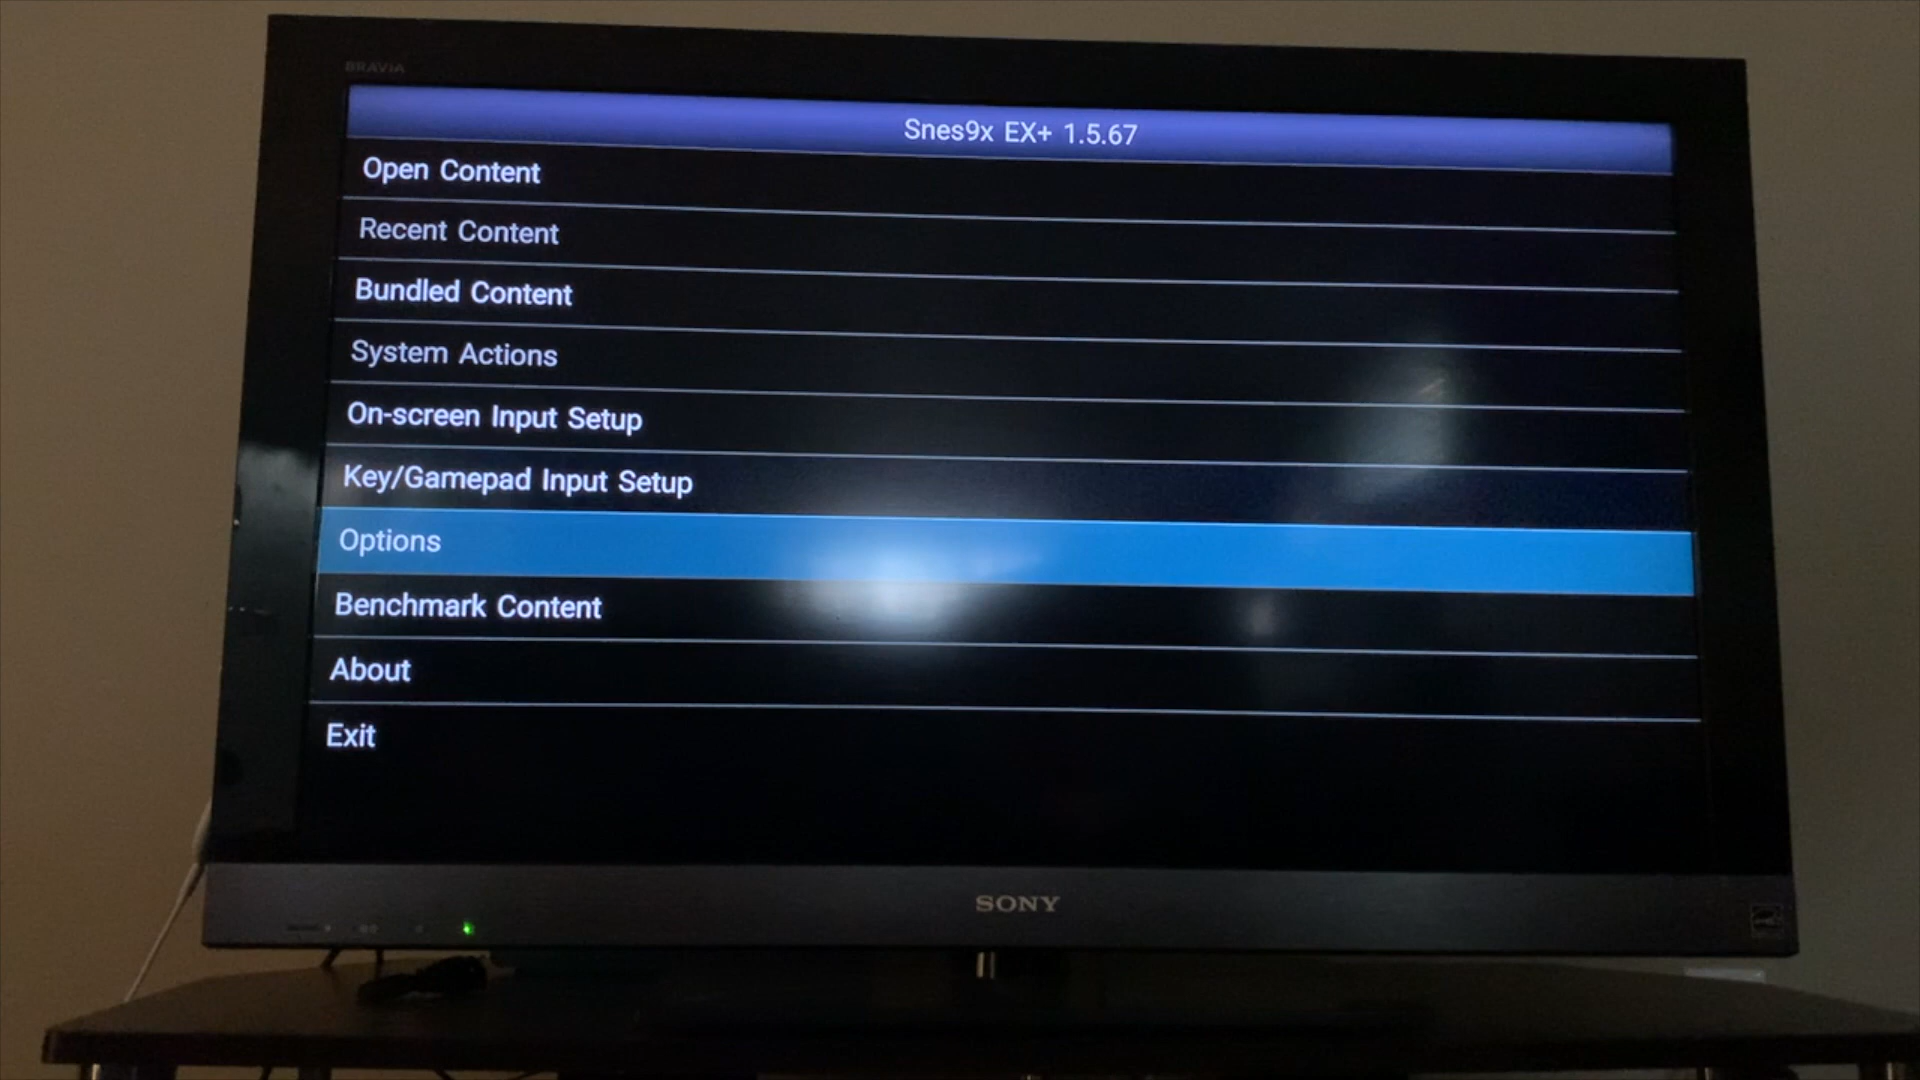 BRAVIA
Snes9x EX+ 1.5.67
Open Content
Recent Content
Bundled Content
System Actions
On-screen Input Setup
Key/Gamepad Input Setup
Options
Benchmark Content
About
Exit
SONY